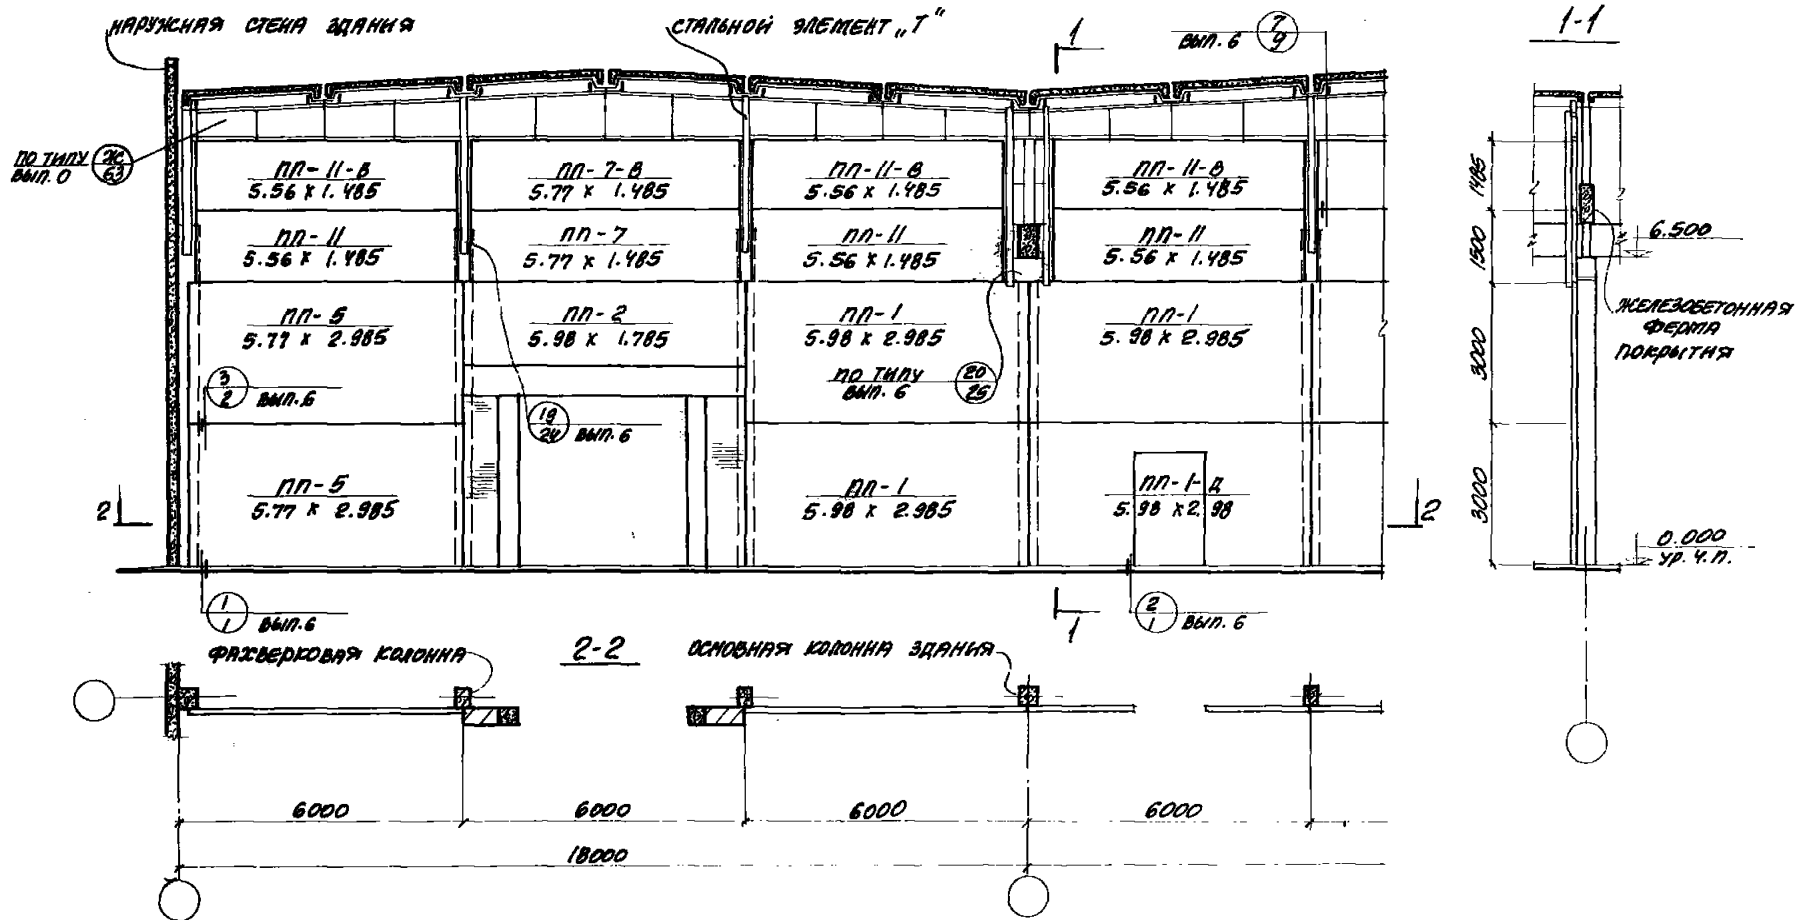 НАРУЖНАЯ СТЕНА ЗДАНИЯ
СТАЛЬНОЙ ЭЛЕМЕНТ „Т“
1
ВЫП. 6 7/9
1-1
ПО ТИПУ Ж/63
ВЫП. 0
ПП-11-В
5.56 x 1.485
ПП-7-В
5.77 x 1.485
ПП-11-В
5.56 x 1.485
ПП-11-В
5.56 x 1.485
ПП-11
5.56 x 1.485
ПП-7
5.77 x 1.485
ПП-11
5.56 x 1.485
ПП-11
5.56 x 1.485
ПП-5
5.77 x 2.985
ПП-2
5.98 x 1.785
ПП-1
5.98 x 2.985
ПП-1
5.98 x 2.985
3/2 ВЫП.6
19/24 ВЫП.6
ПО ТИПУ 20/25
ВЫП. 6
ПП-5
5.77 x 2.985
ПП-1
5.98 x 2.985
ПП-1-Д
5.98 x 2.98
2
2
1485
1500
3000
3000
6.500
ЖЕЛЕЗОБЕТОННАЯ
ФЕРМА
ПОКРЫТИЯ
0.000
УР. Ч.П.
1/1 ВЫП.6
1
2/1 ВЫП. 6
ФАХВЕРКОВАЯ КОЛОННА
2-2
ОСНОВНАЯ КОЛОННА ЗДАНИЯ
6000
6000
6000
6000
18000